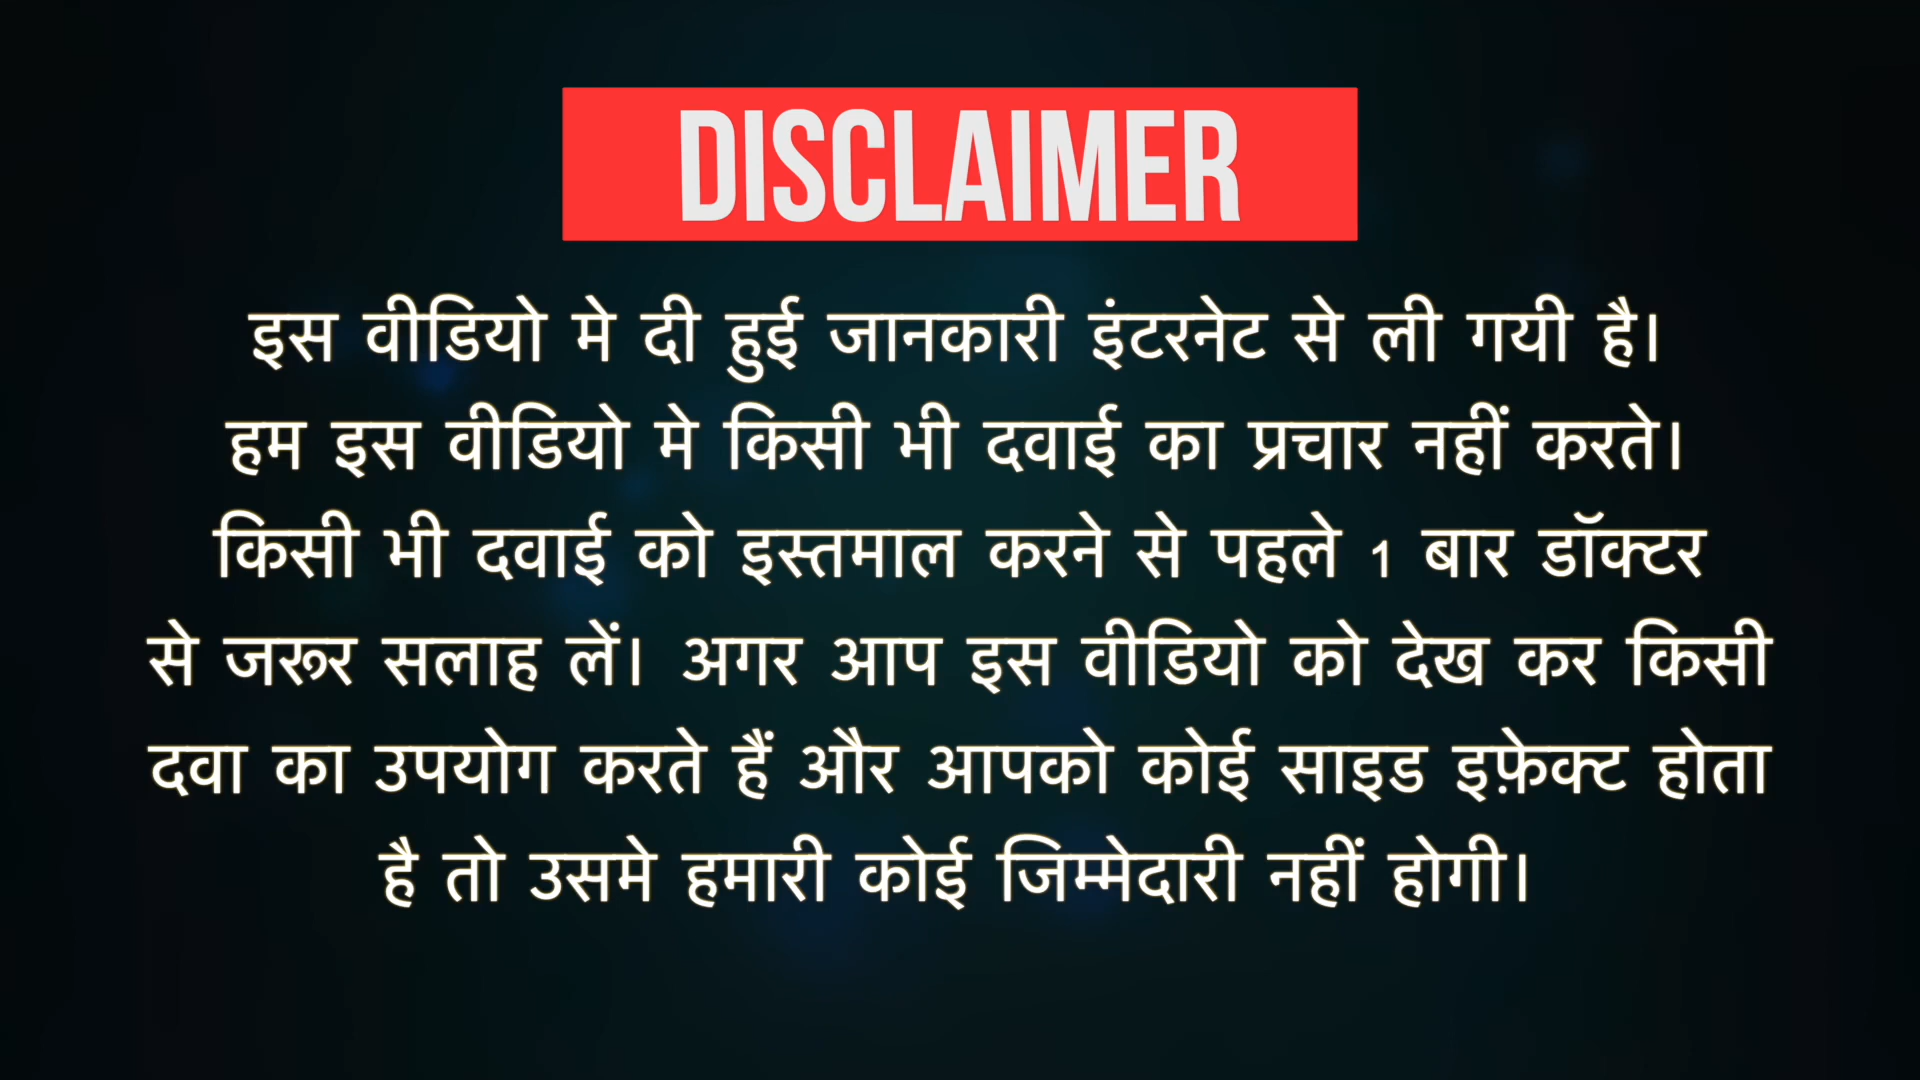 DISCLAIMER
इस वीडियो मे दी हुई जानकारी इंटरनेट से ली गयी है।
हम इस वीडियो मे किसी भी दवाई का प्रचार नहीं करते।
किसी भी दवाई को इस्तमाल करने से पहले 1 बार डॉक्टर
से जरूर सलाह लें। अगर आप इस वीडियो को देख कर किसी
दवा का उपयोग करते हैं और आपको कोई साइड इफ़ेक्ट होता
है तो उसमे हमारी कोई जिम्मेदारी नहीं होगी।